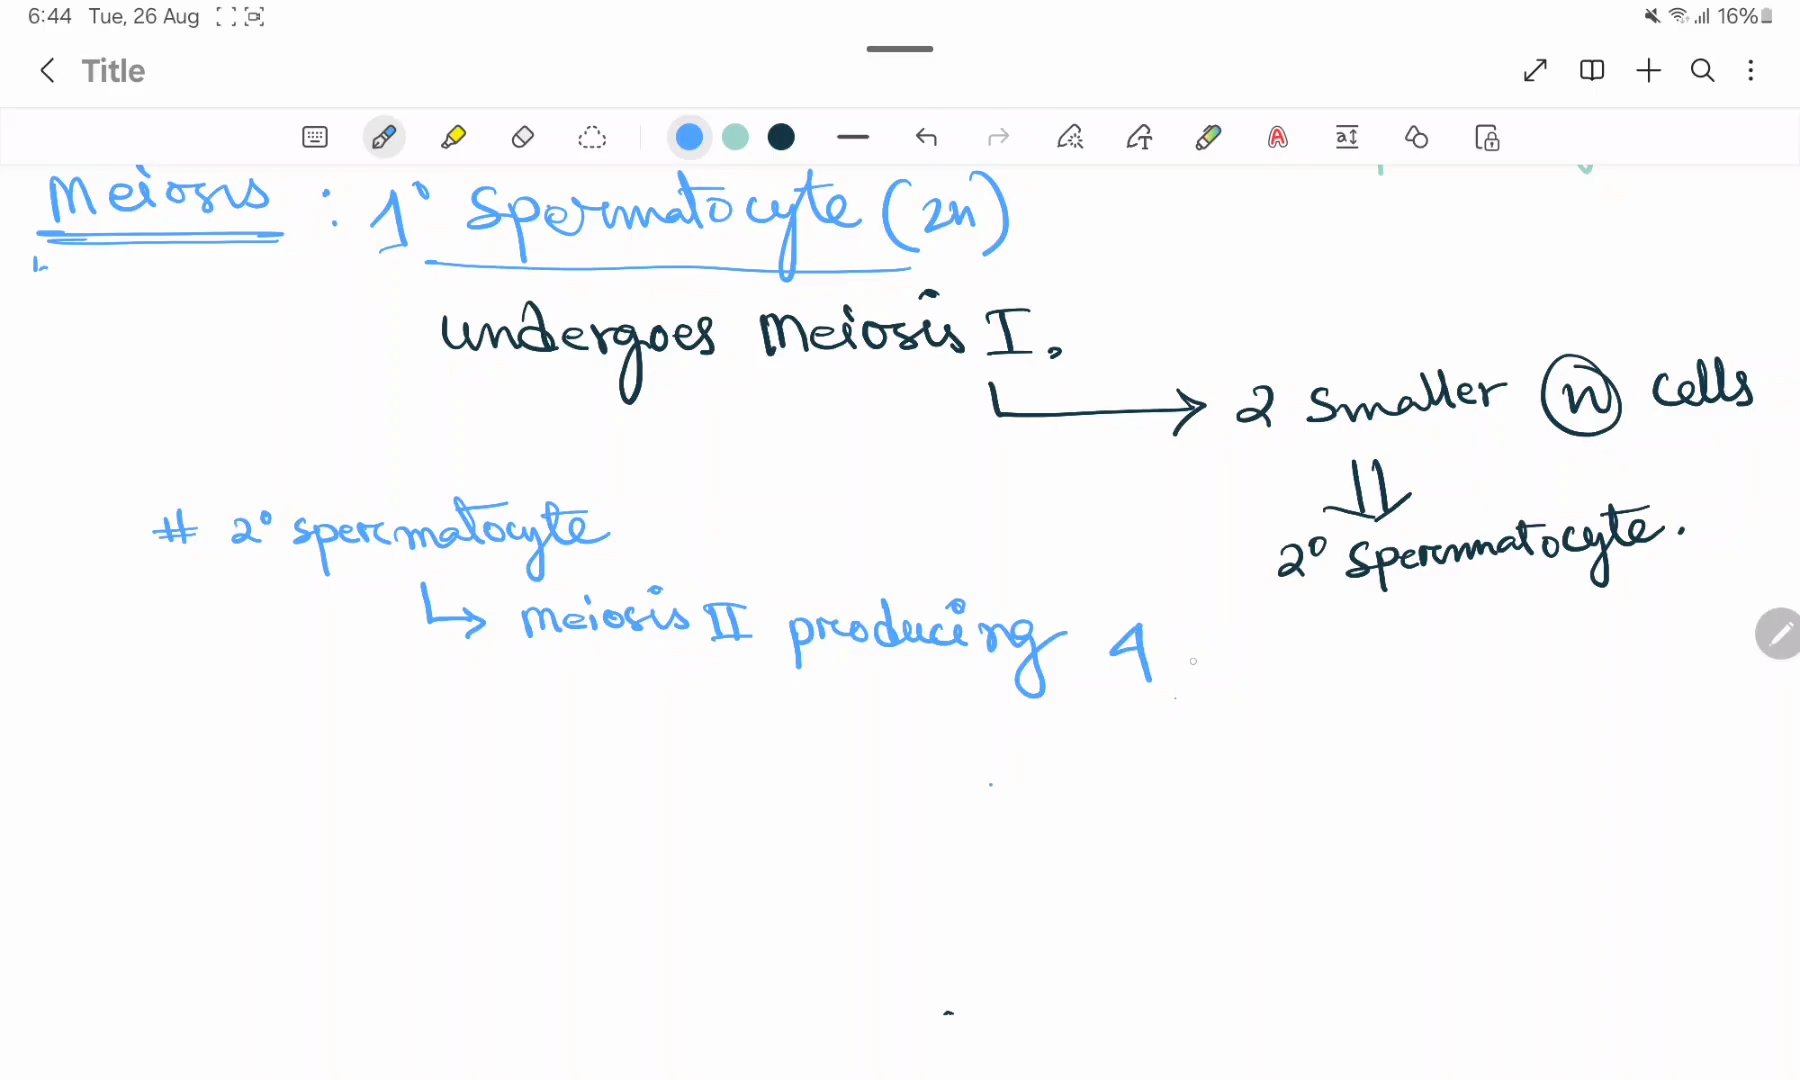 6:44 Tue, 26 Aug 16%
Title
Meiosis : 1° Spermatocyte (2n)
undergoes Meiosis I.
2 smaller n cells
2° Spermatocyte.
# 2° spermatocyte
meiosis II producing 4